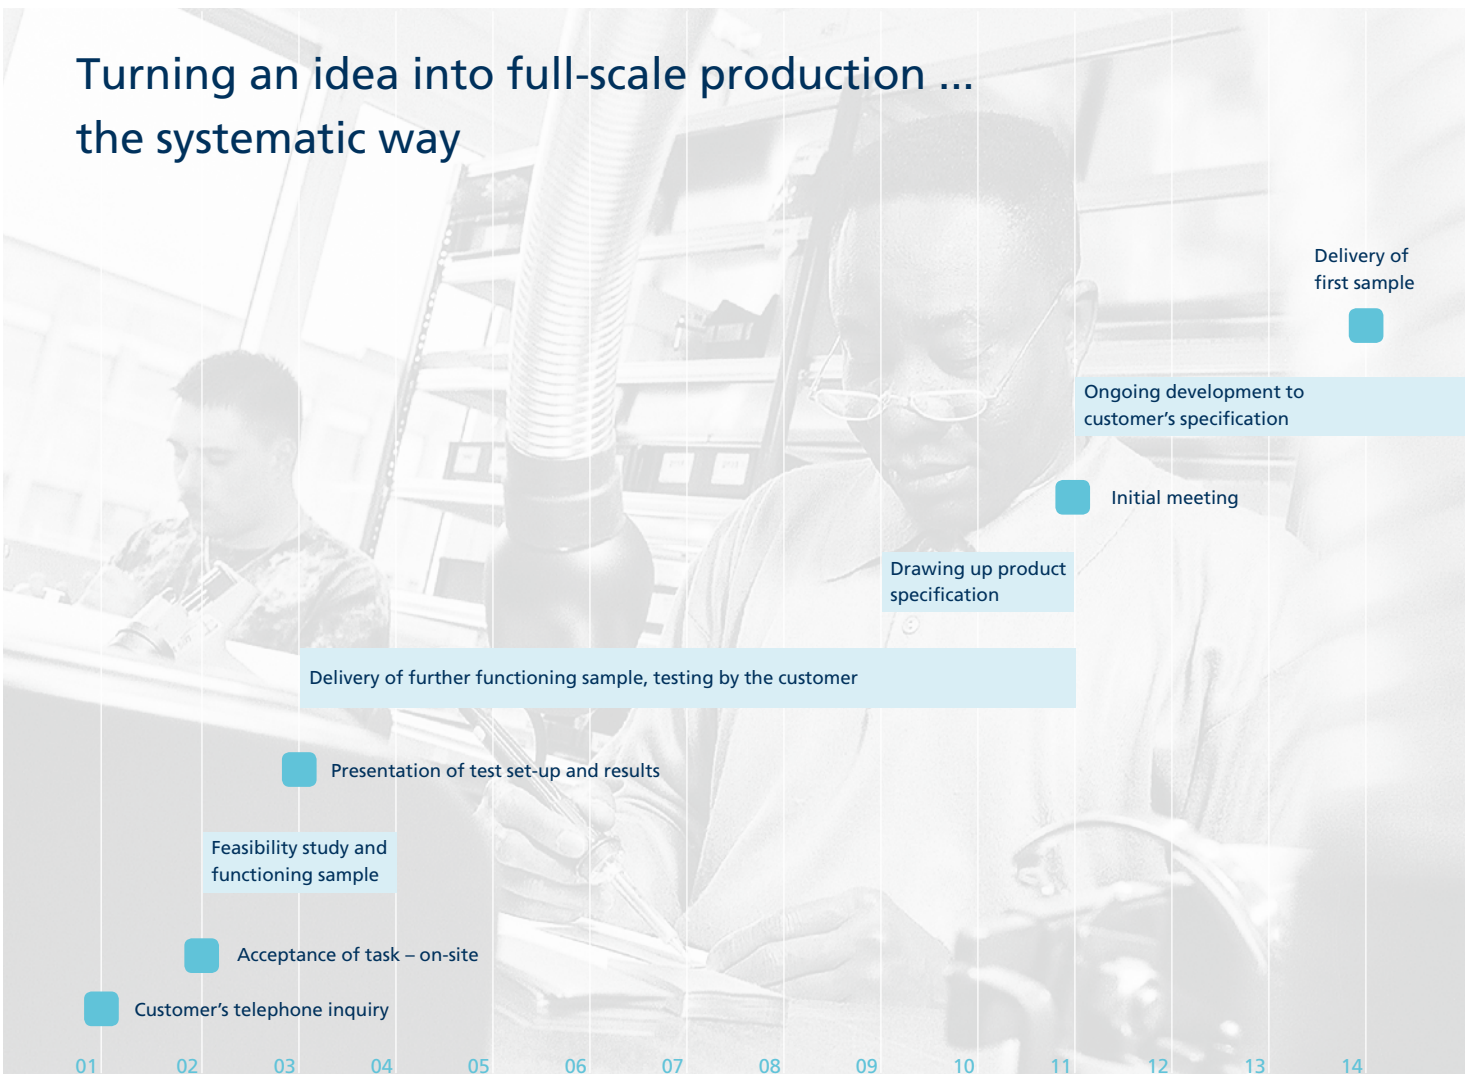 Turning an idea into full-scale production ...
the systematic way
Delivery of
first sample
Ongoing development to
customer’s specification
Initial meeting
Drawing up product
specification
Delivery of further functioning sample, testing by the customer
Presentation of test set-up and results
Feasibility study and
functioning sample
Acceptance of task – on-site
Customer’s telephone inquiry
01 02 03 04 05 06 07 08 09 10 11 12 13 14